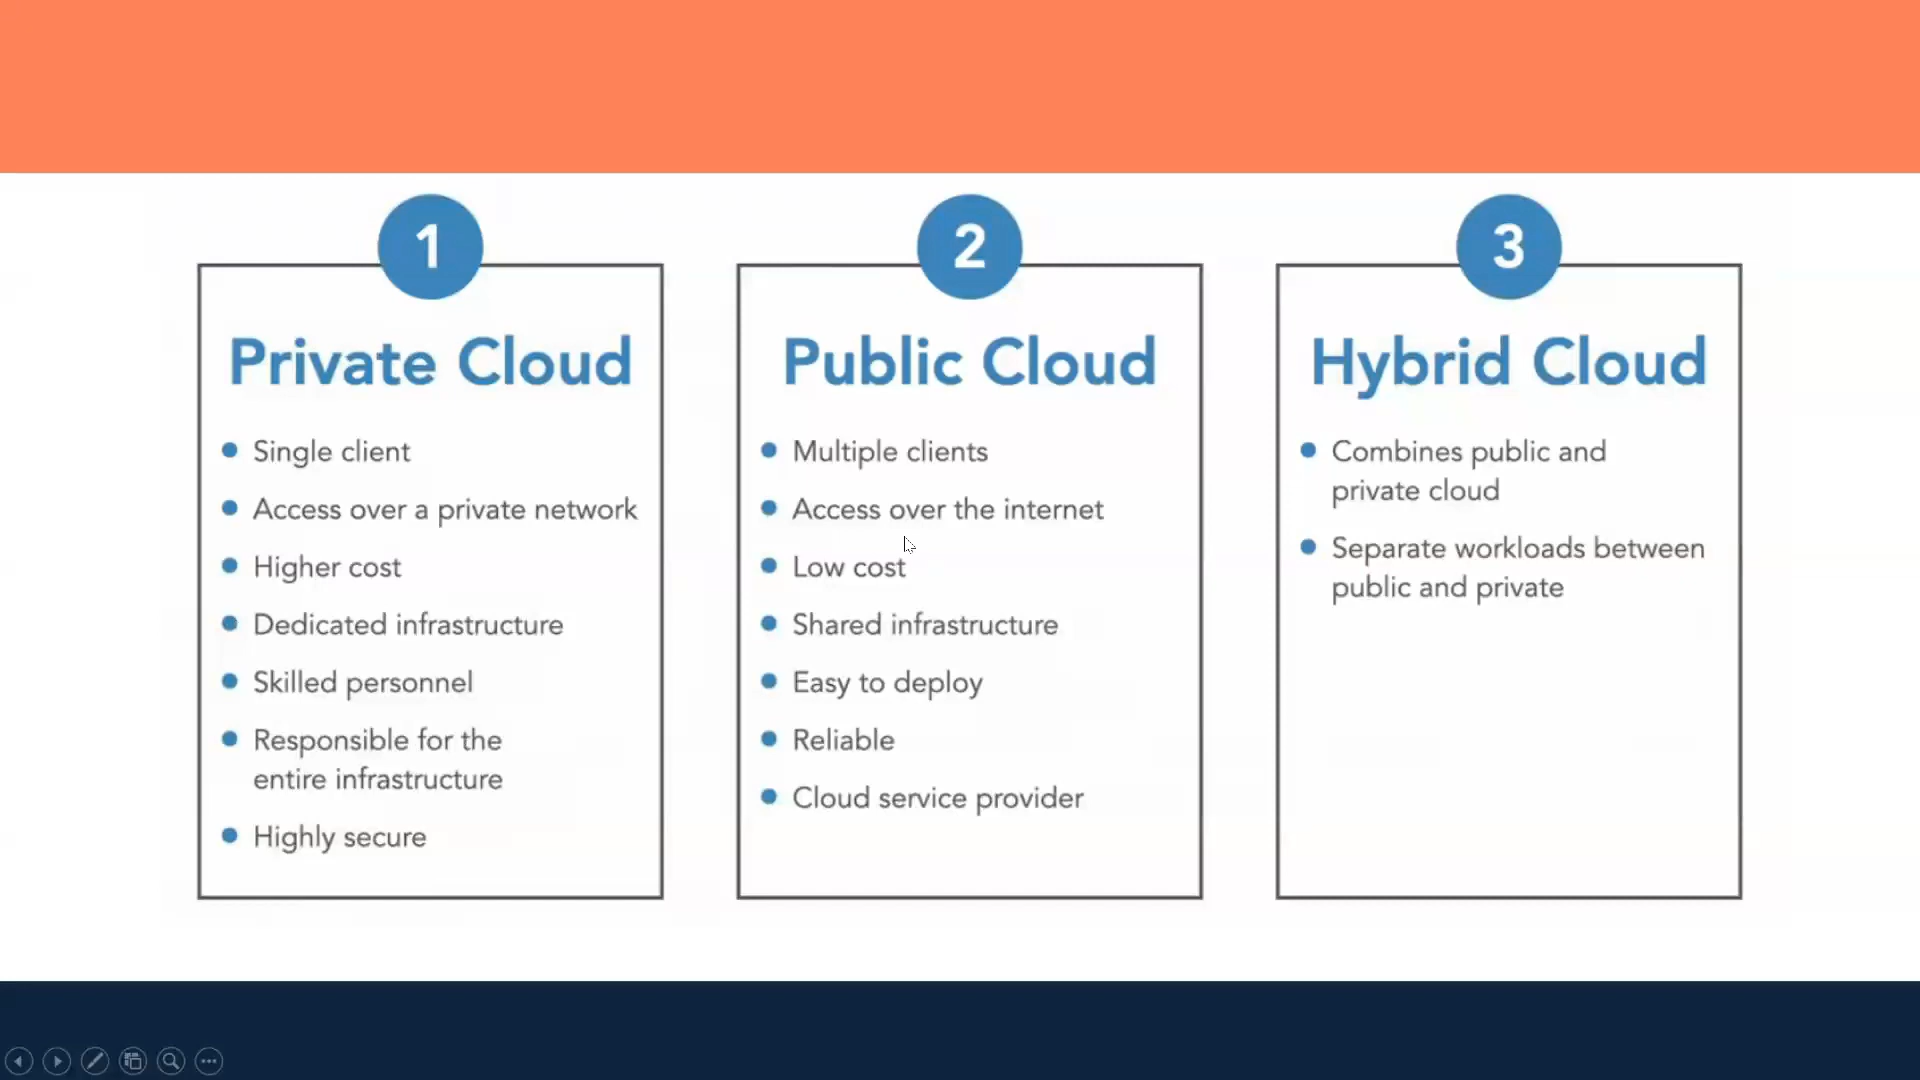 1
Private Cloud
Single client
Access over a private network
Higher cost
Dedicated infrastructure
Skilled personnel
Responsible for the
entire infrastructure
Highly secure
2
Public Cloud
Multiple clients
Access over the internet
Low cost
Shared infrastructure
Easy to deploy
Reliable
Cloud service provider
3
Hybrid Cloud
Combines public and
private cloud
Separate workloads between
public and private